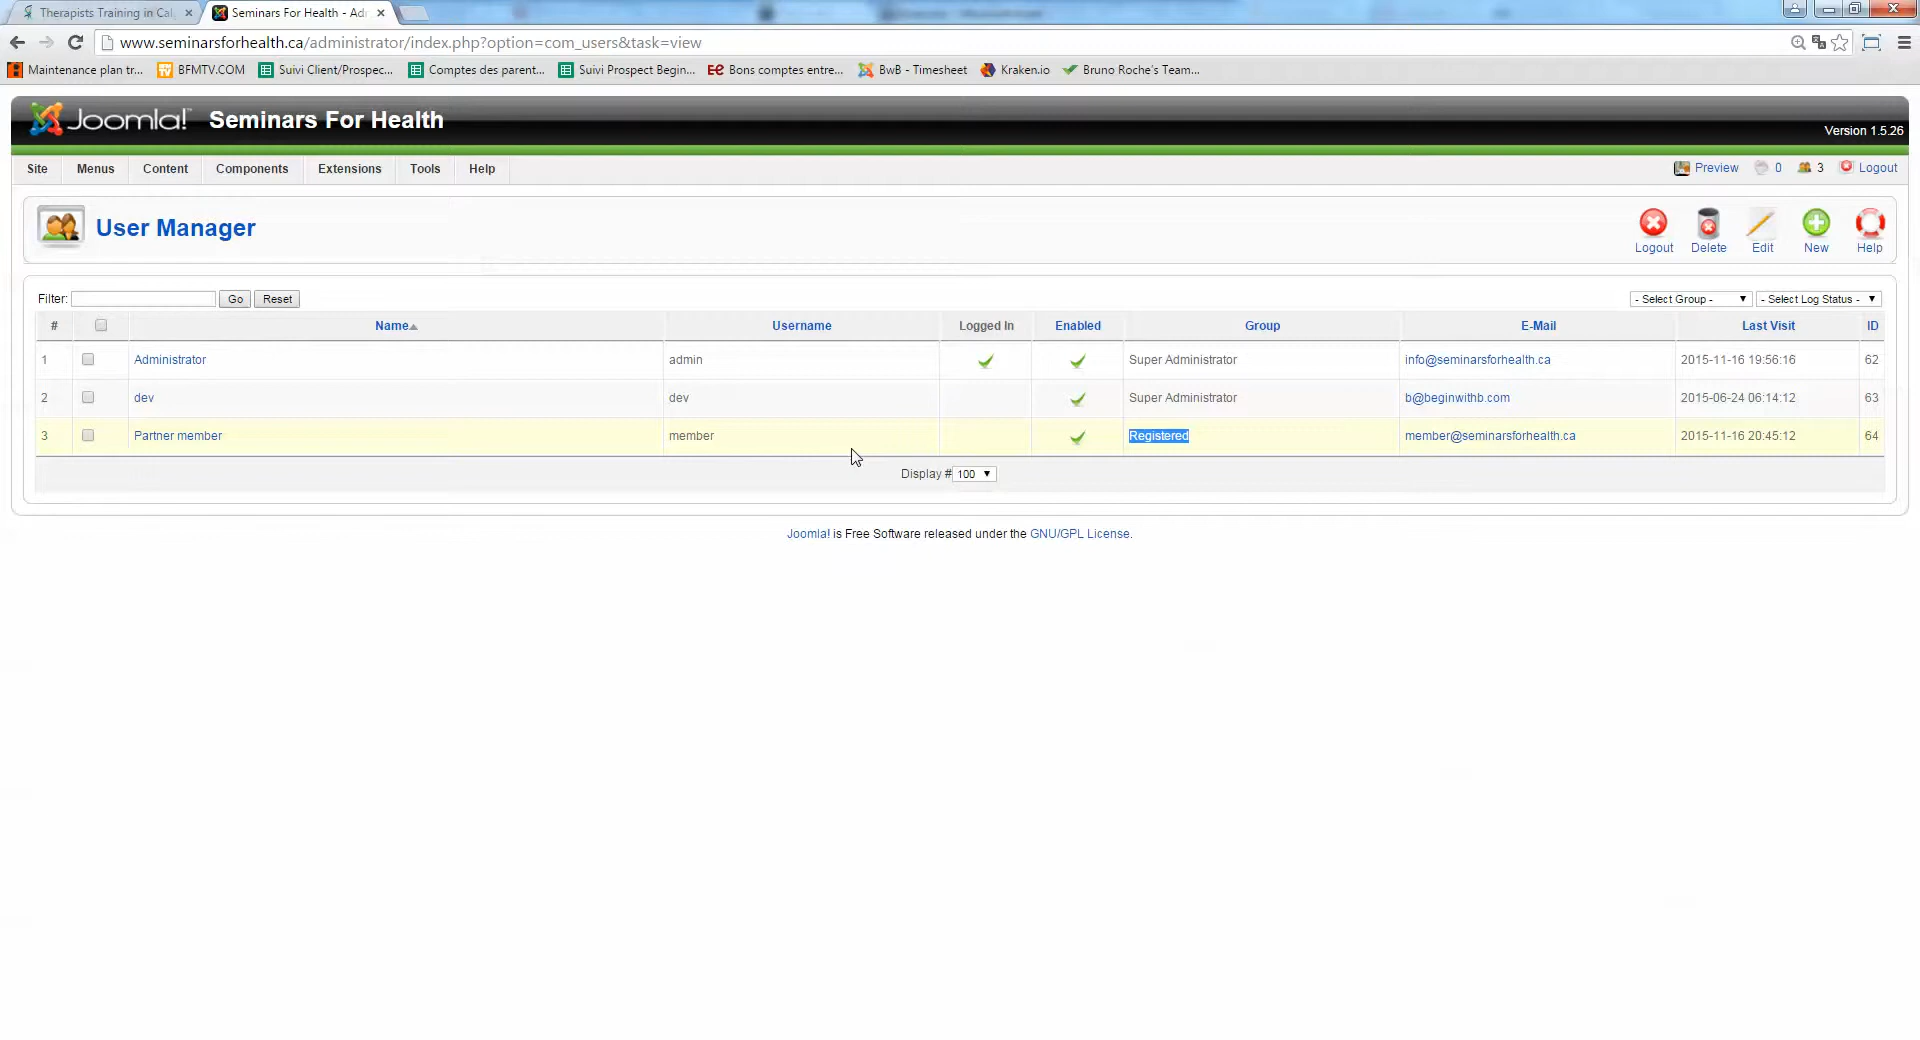 Therapists Training in Cal
Seminars For Health - Ad
www.seminarsforhealth.ca/administrator/index.php?option=com_users&task=view
Maintenance plan tr... BFMTV.COM Suivi Client/Prospec... Comptes des parent... Suivi Prospect Begin... Bons comptes entre... BwB - Timesheet Kraken.io Bruno Roche's Team...
Joomla! Seminars For Health
Version 1.5.26
Site Menus Content Components Extensions Tools Help Preview 0 3 Logout
User Manager
Logout Delete Edit New Help
Filter: Go Reset - Select Group - - Select Log Status -
# Name Username Logged In Enabled Group E-Mail Last Visit ID
1 Administrator admin Super Administrator info@seminarsforhealth.ca 2015-11-16 19:56:16 62
2 dev dev Super Administrator b@beginwithb.com 2015-06-24 06:14:12 63
3 Partner member member Registered member@seminarsforhealth.ca 2015-11-16 20:45:12 64
Display # 100
Joomla! is Free Software released under the GNU/GPL License.